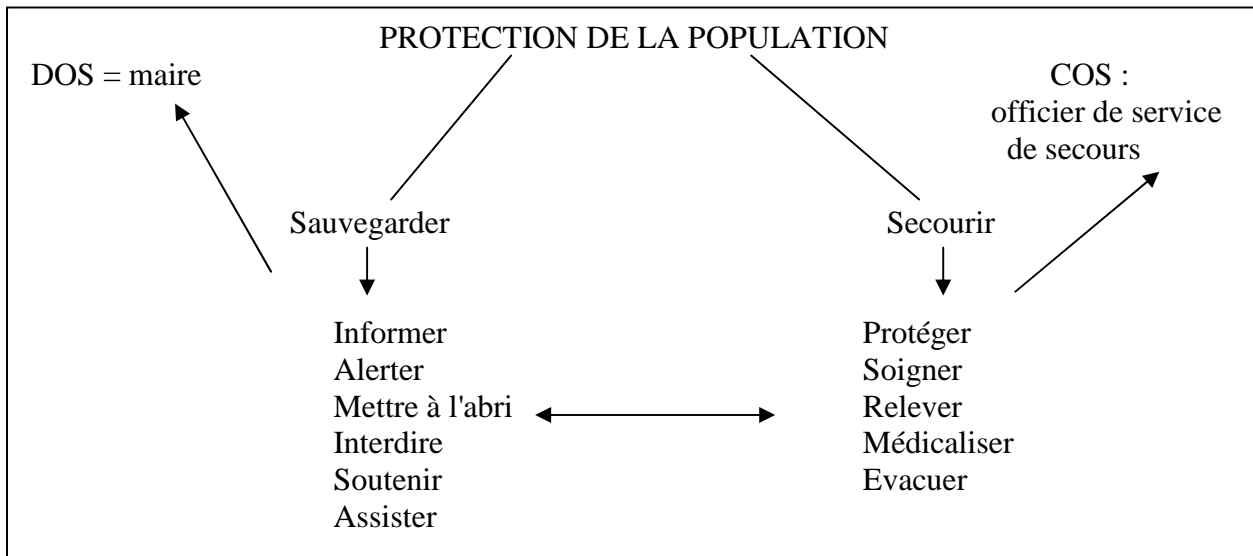 PROTECTION DE LA POPULATION
DOS = maire
COS :
officier de service
de secours
Sauvegarder
Secourir
Informer
Alerter
Mettre à l'abri
Interdire
Soutenir
Assister
Protéger
Soigner
Relever
Médicaliser
Evacuer